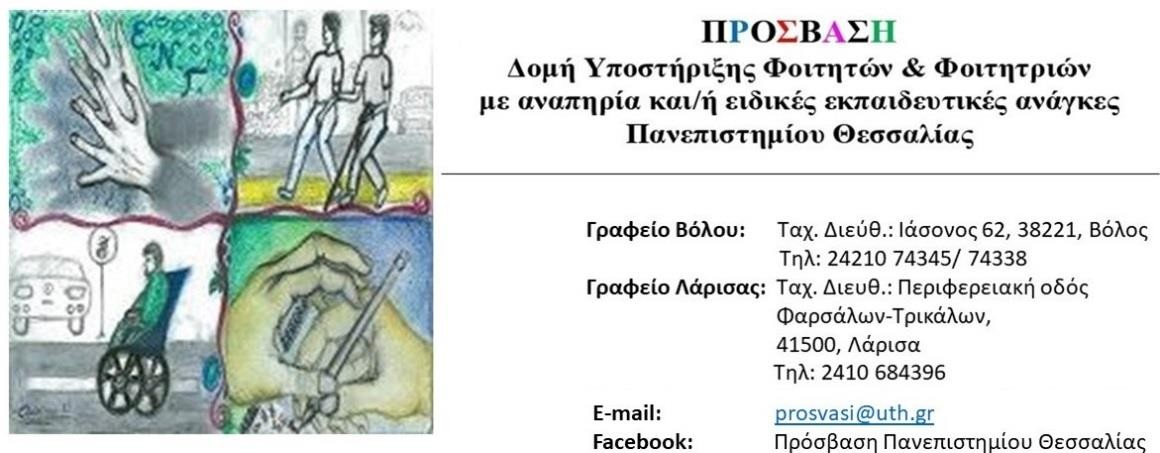 ΠΡΟΣΒΑΣΗ
Δομή Υποστήριξης Φοιτητών & Φοιτητριών
με αναπηρία και/ή ειδικές εκπαιδευτικές ανάγκες
Πανεπιστημίου Θεσσαλίας
Γραφείο Βόλου: Ταχ. Διεύθ.: Ιάσονος 62, 38221, Βόλος
Τηλ: 24210 74345/ 74338
Γραφείο Λάρισας: Ταχ. Διευθ.: Περιφερειακή οδός
Φαρσάλων-Τρικάλων,
41500, Λάρισα
Τηλ: 2410 684396
E-mail: prosvasi@uth.gr
Facebook: Πρόσβαση Πανεπιστημίου Θεσσαλίας